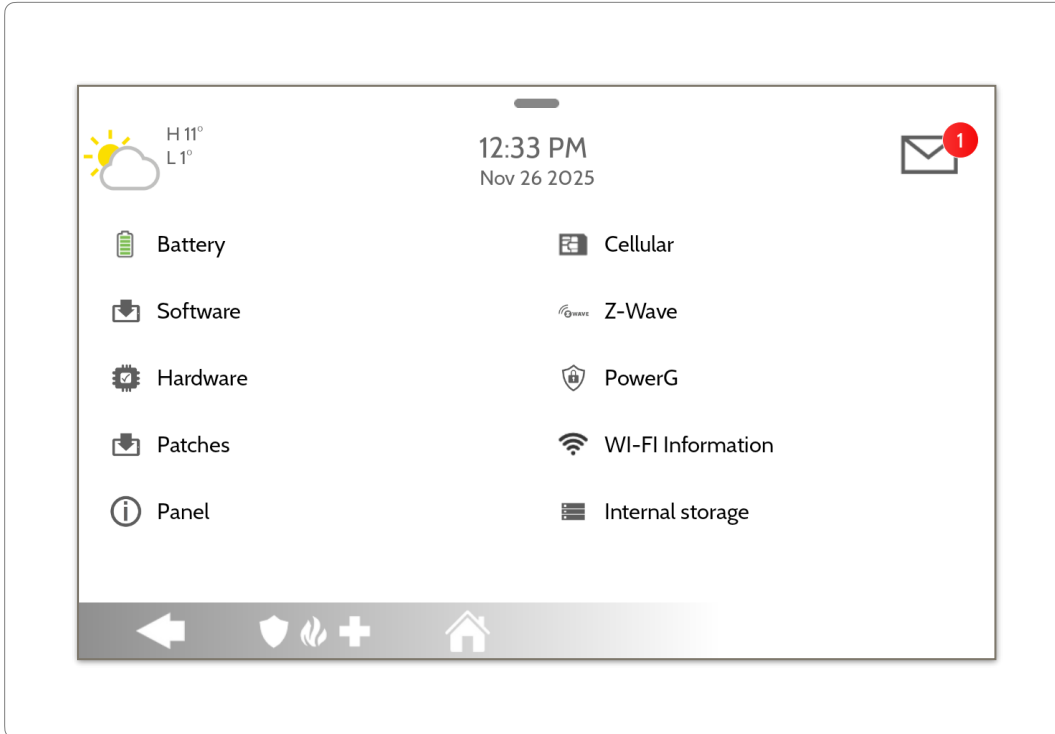 H 11°
L 1°
12:33 PM
Nov 26 2025
1
Battery
Software
Hardware
Patches
Panel
Cellular
Z WAVE Z-Wave
PowerG
WI-FI Information
Internal storage